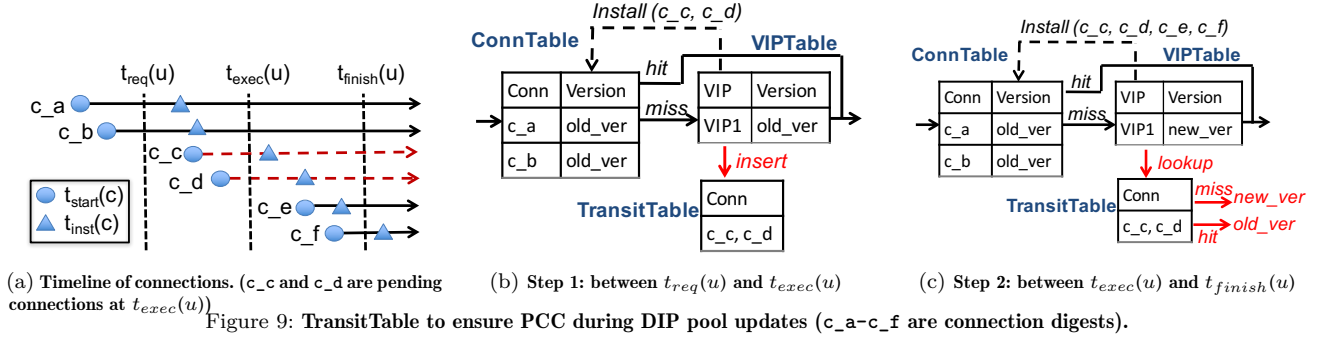 t_req(u) t_exec(u) t_finish(u)
c_a
c_b
c_c
c_d
c_e
c_f
t_start(c)
t_inst(c)
(a) Timeline of connections. (c_c and c_d are pending
connections at t_exec(u))
Install (c_c, c_d)
ConnTable
VIPTable
hit
Conn Version
miss
VIP Version
c_a old_ver
VIP1 old_ver
c_b old_ver
insert
TransitTable
Conn
c_c, c_d
(b) Step 1: between t_req(u) and t_exec(u)
Install (c_c, c_d, c_e, c_f)
ConnTable
VIPTable
hit
Conn Version
miss
VIP Version
c_a old_ver
VIP1 new_ver
c_b old_ver
lookup
TransitTable
Conn
miss new_ver
c_c, c_d
hit old_ver
(c) Step 2: between t_exec(u) and t_finish(u)
Figure 9: TransitTable to ensure PCC during DIP pool updates (c_a-c_f are connection digests).